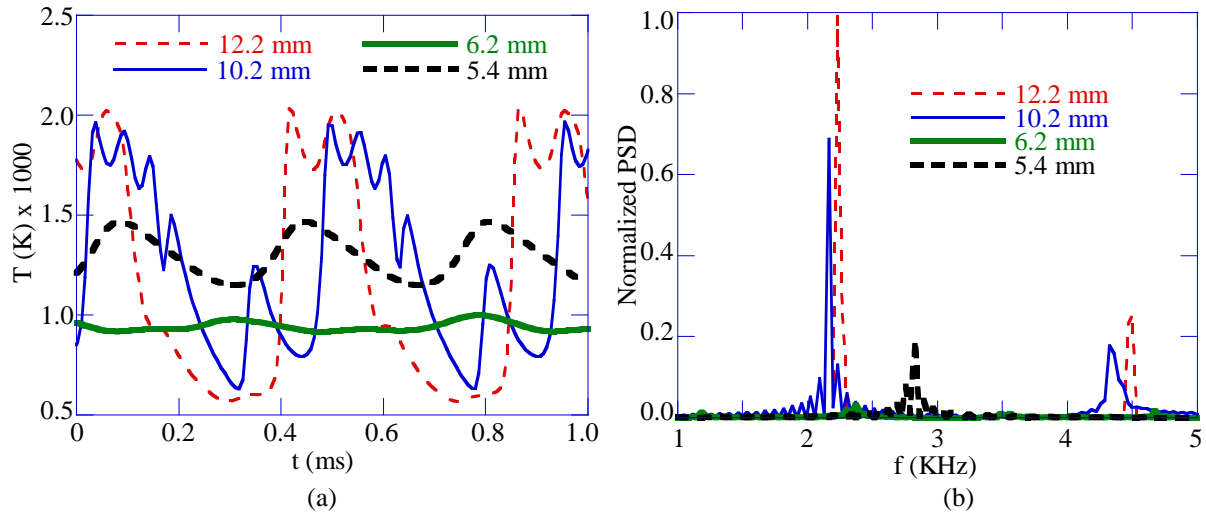 2.5
2.0
1.5
1.0
0.5
T (K) x 1000
12.2 mm
10.2 mm
6.2 mm
5.4 mm
0 0.2 0.4 0.6 0.8 1.0
t (ms)
(a)
1.0
0.8
0.6
0.4
0.2
0.0
Normalized PSD
12.2 mm
10.2 mm
6.2 mm
5.4 mm
1 2 3 4 5
f (KHz)
(b)